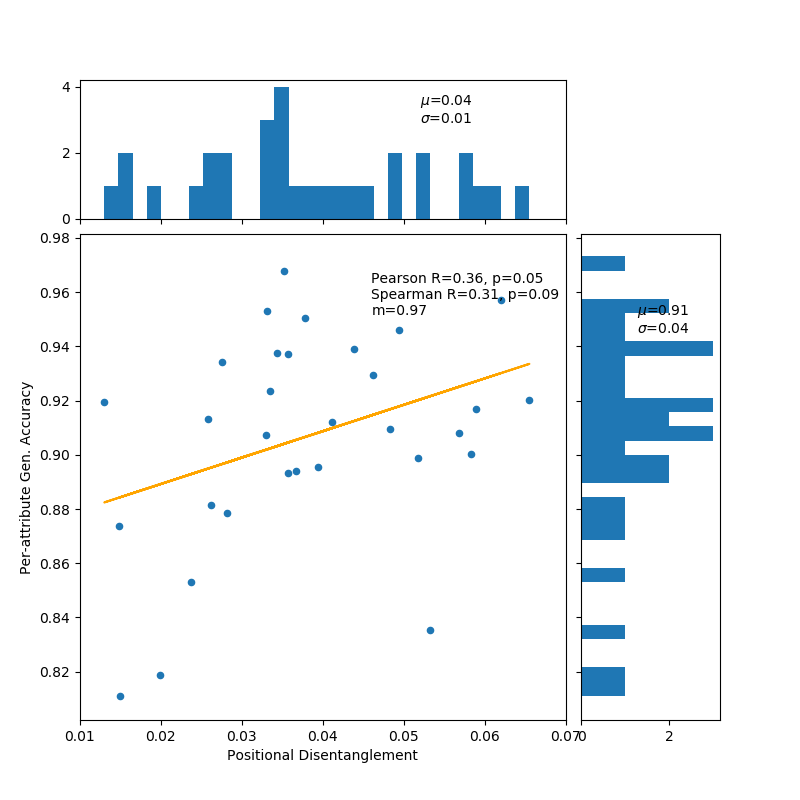 4
2
0
μ=0.04
σ=0.01
0.98
0.96
0.94
0.92
0.90
0.88
0.86
0.84
0.82
Per-attribute Gen. Accuracy
Pearson R=0.36, p=0.05
Spearman R=0.31, p=0.09
m=0.97
μ=0.91
σ=0.04
0.01 0.02 0.03 0.04 0.05 0.06 0.07
0 2
Positional Disentanglement